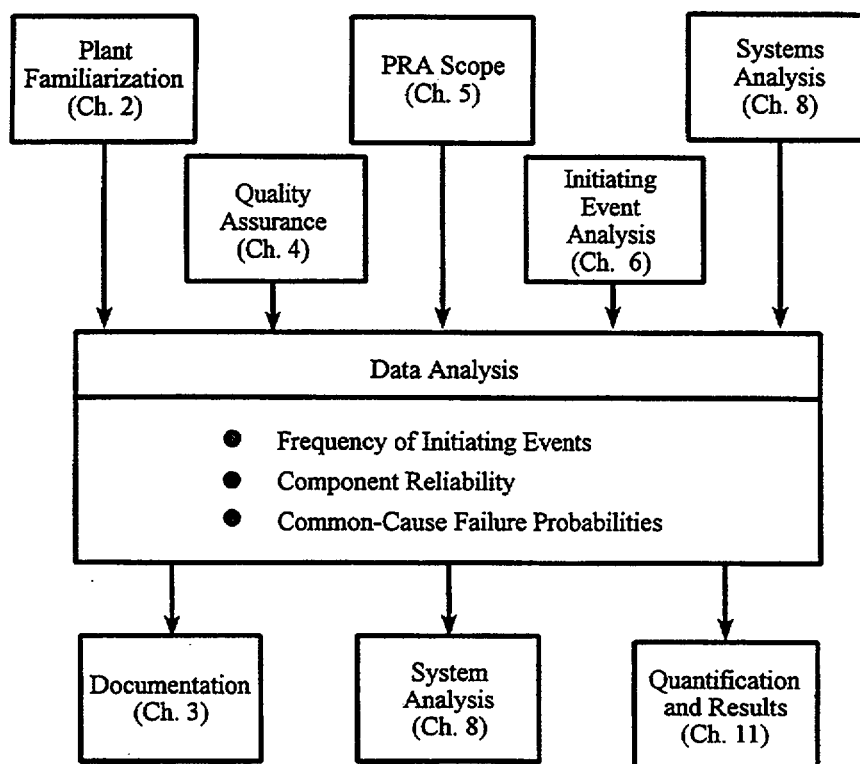 Plant
Familiarization
(Ch. 2)
PRA Scope
(Ch. 5)
Systems
Analysis
(Ch. 8)
Quality
Assurance
(Ch. 4)
Initiating
Event
Analysis
(Ch. 6)
Data Analysis
● Frequency of Initiating Events
● Component Reliability
● Common-Cause Failure Probabilities
Documentation
(Ch. 3)
System
Analysis
(Ch. 8)
Quantification
and Results
(Ch. 11)